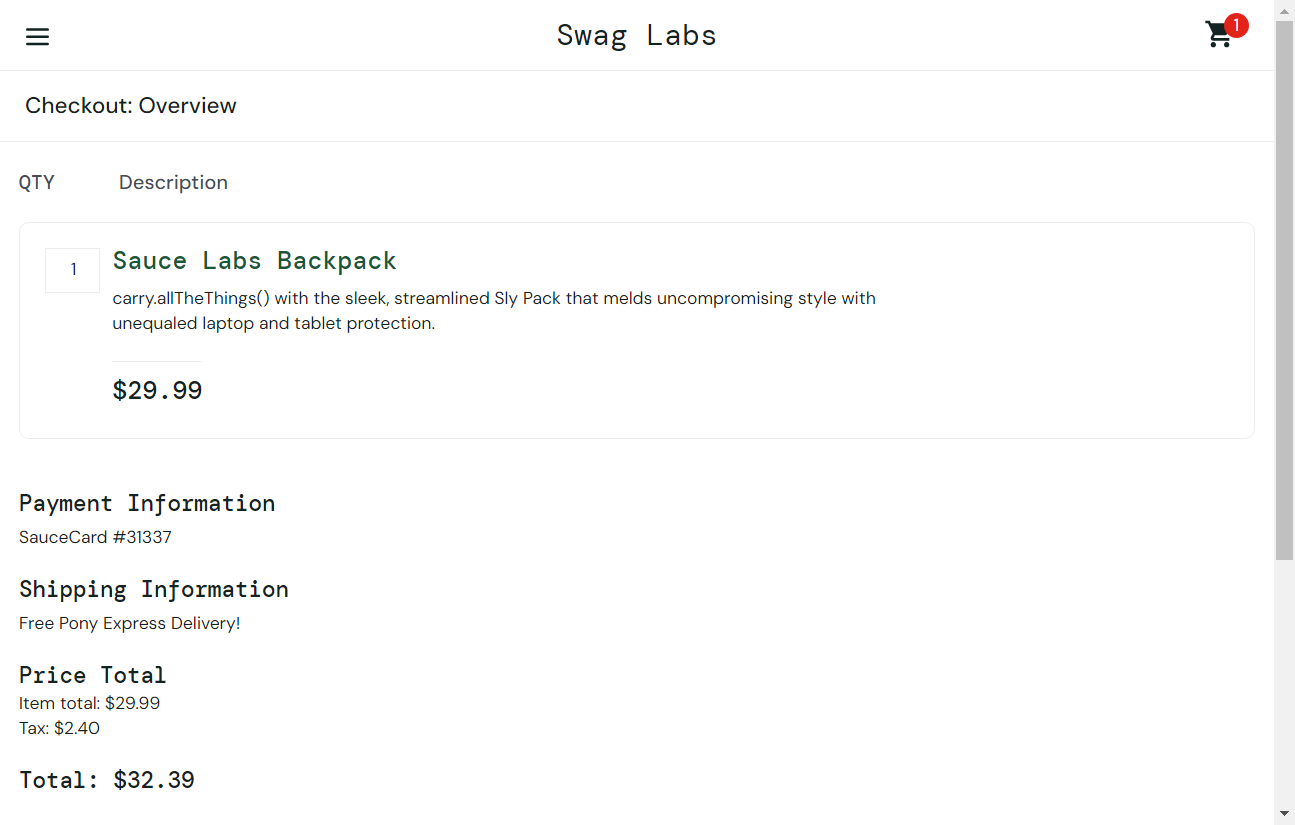 Swag Labs
1
Checkout: Overview
QTY Description
1
Sauce Labs Backpack
carry.allTheThings() with the sleek, streamlined Sly Pack that melds uncompromising style with
unequaled laptop and tablet protection.
$29.99
Payment Information
SauceCard #31337
Shipping Information
Free Pony Express Delivery!
Price Total
Item total: $29.99
Tax: $2.40
Total: $32.39